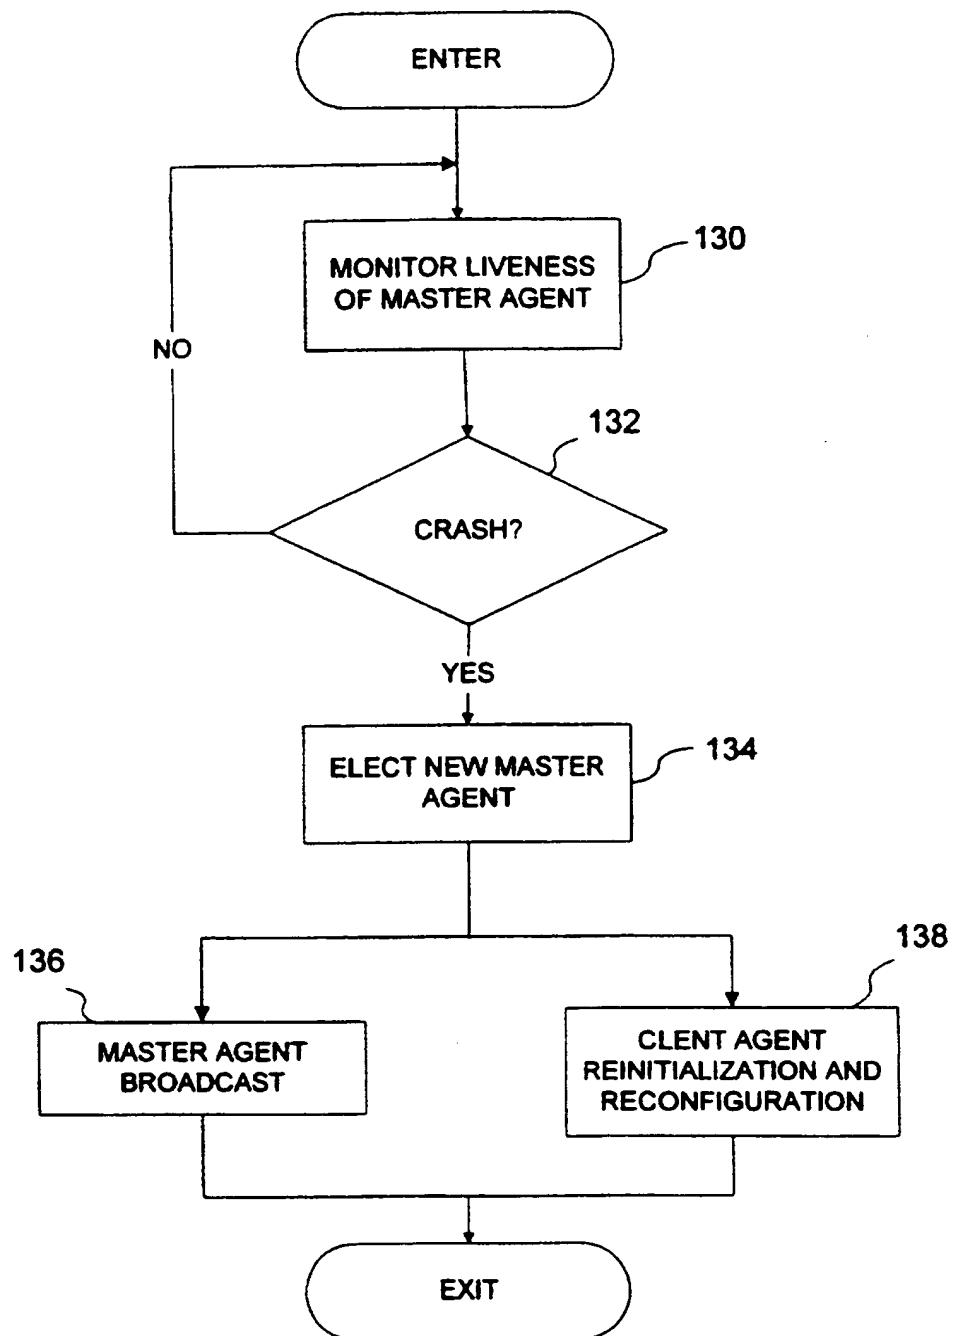 ENTER
130
MONITOR LIVENESS
OF MASTER AGENT
NO
132
CRASH?
YES
134
ELECT NEW MASTER
AGENT
136
138
MASTER AGENT
BROADCAST
CLENT AGENT
REINITIALIZATION AND
RECONFIGURATION
EXIT